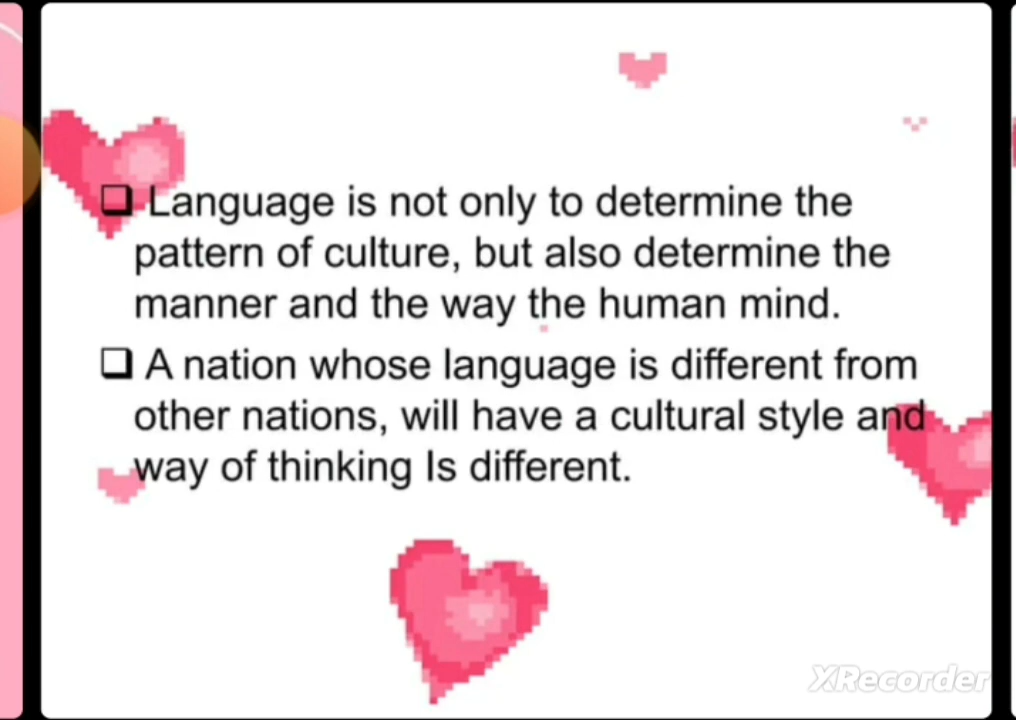 ❑ Language is not only to determine the
pattern of culture, but also determine the
manner and the way the human mind.
❑ A nation whose language is different from
other nations, will have a cultural style and
way of thinking Is different.
XRecorder